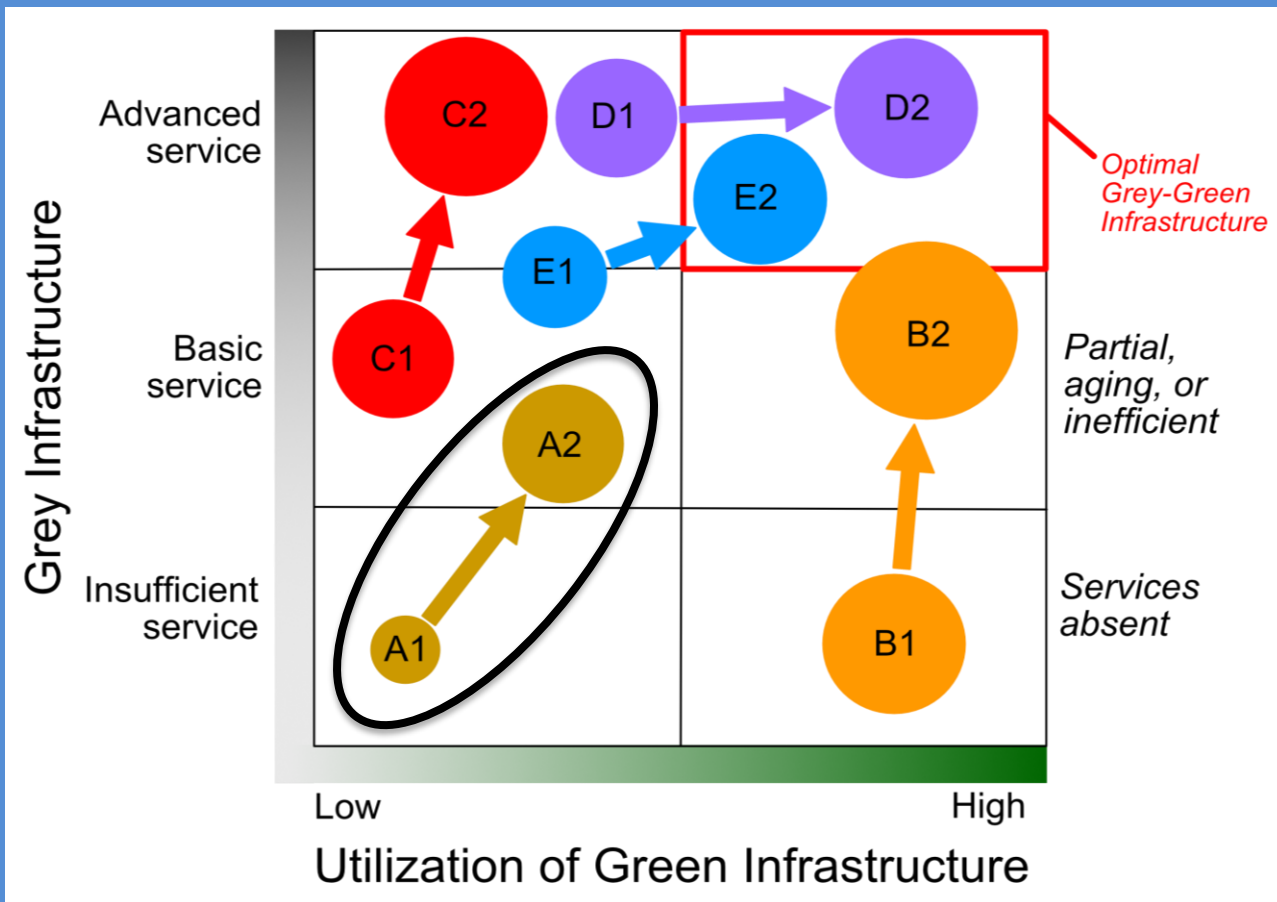 Grey Infrastructure
Advanced
service
Basic
service
Insufficient
service
C2
D1
D2
E2
E1
C1
B2
A2
A1
B1
Optimal
Grey-Green
Infrastructure
Partial,
aging, or
inefficient
Services
absent
Low
High
Utilization of Green Infrastructure